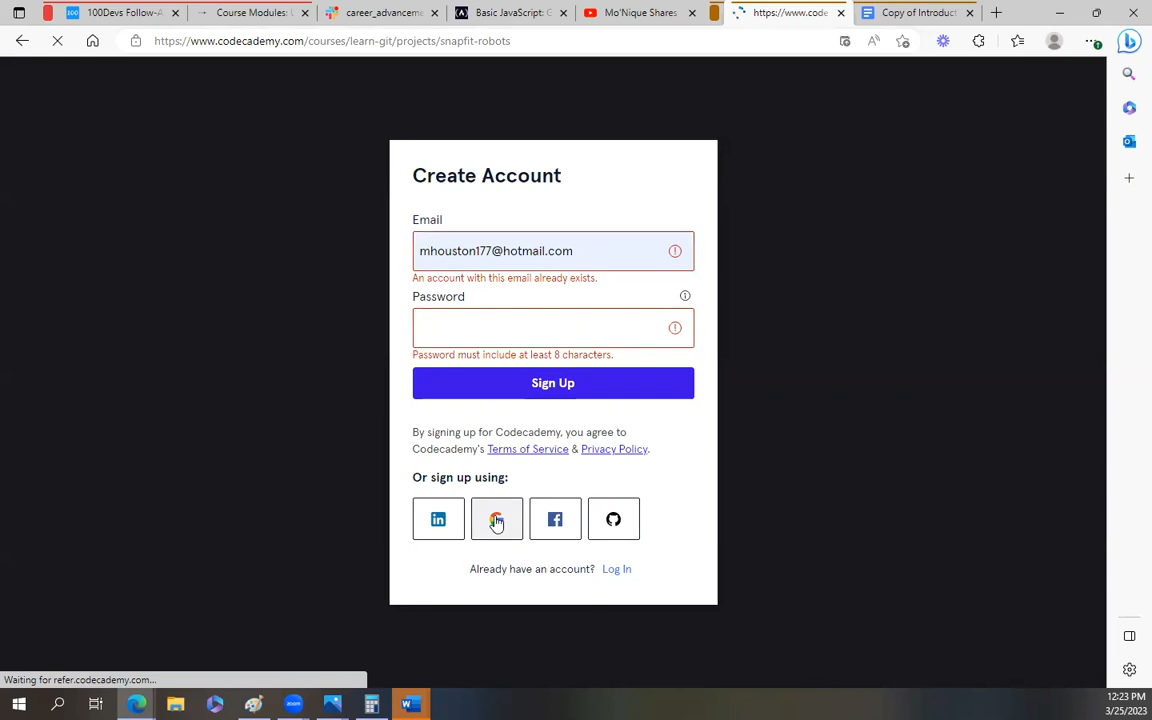 100Devs Follow-A
Course Modules: U
career_advanceme
Basic JavaScript: G
Mo'Nique Shares
https://www.code
Copy of Introduct
https://www.codecademy.com/courses/learn-git/projects/snapfit-robots
Create Account
Email
mhouston177@hotmail.com
An account with this email already exists.
Password
Password must include at least 8 characters.
Sign Up
By signing up for Codecademy, you agree to
Codecademy's Terms of Service & Privacy Policy.
Or sign up using:
Already have an account? Log In
Waiting for refer.codecademy.com...
12:23 PM
3/25/2023